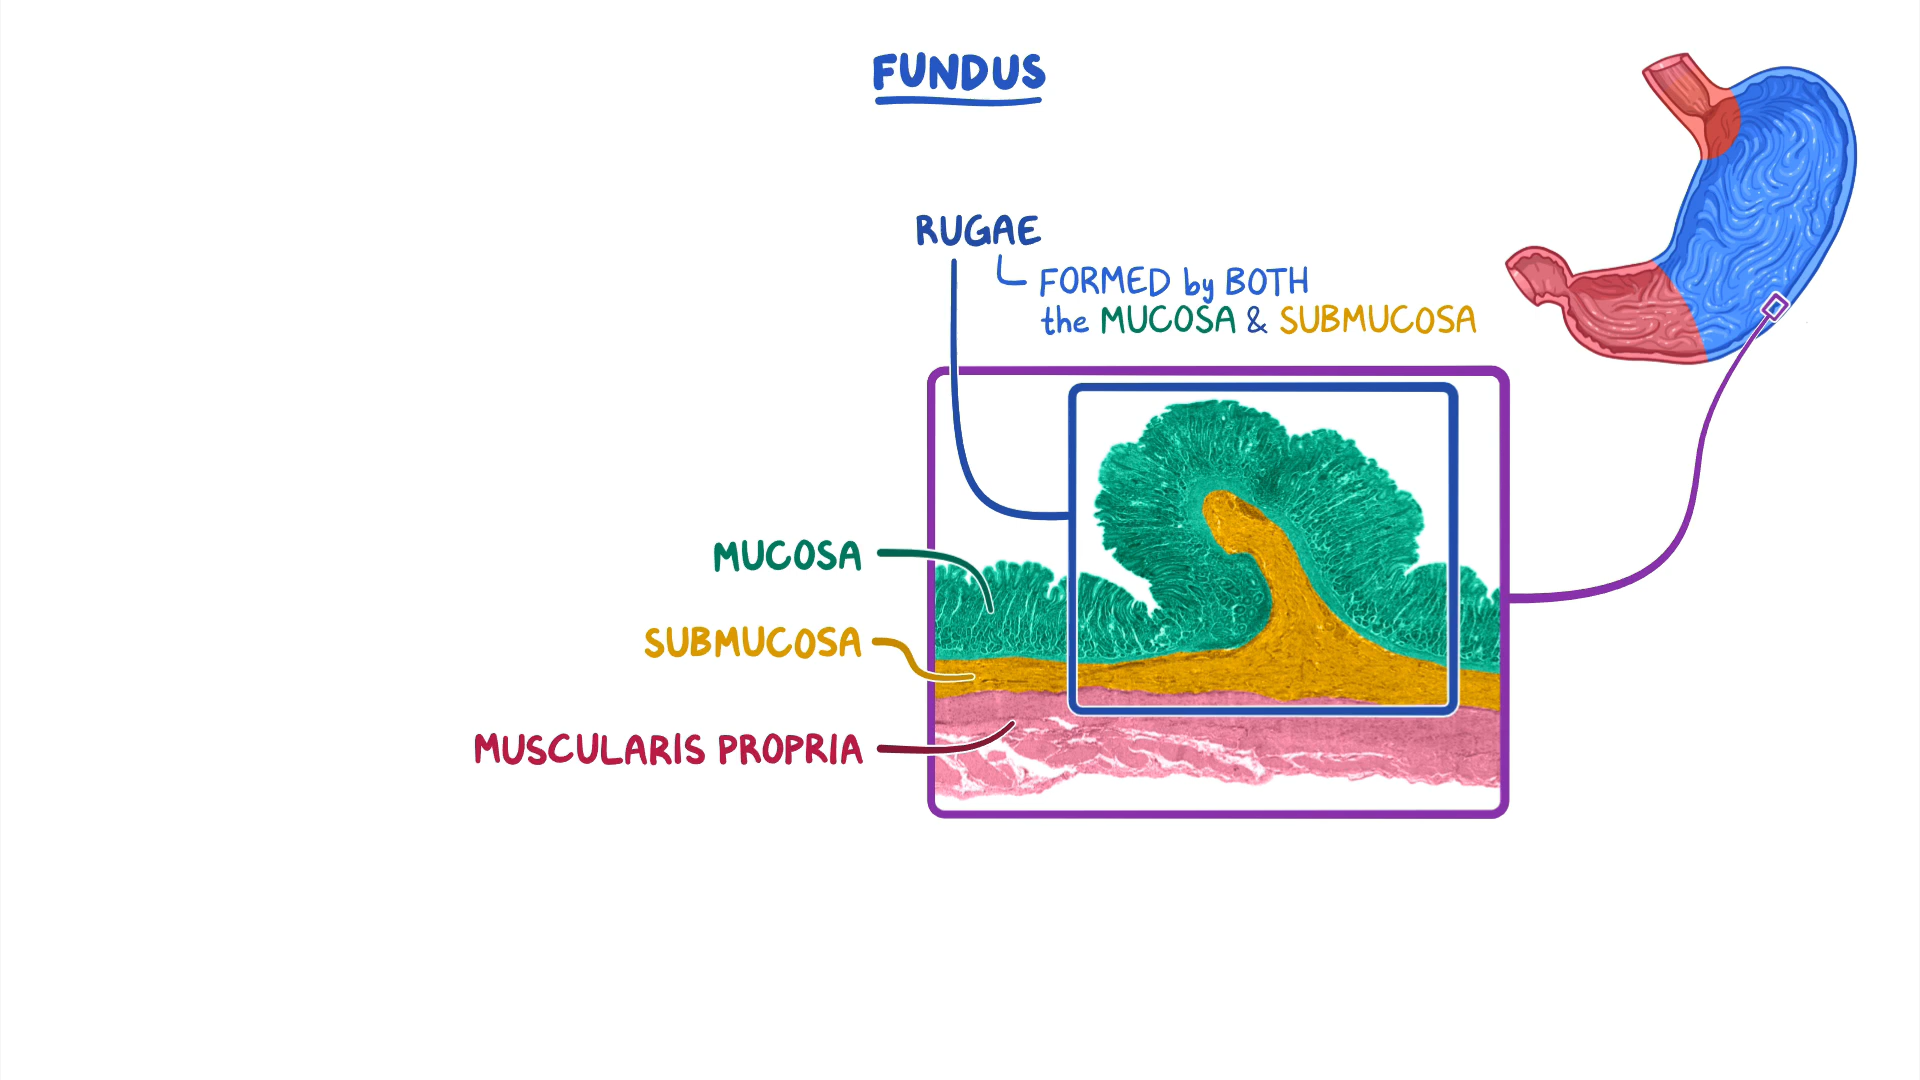 FUNDUS
RUGAE
FORMED by BOTH
the MUCOSA & SUBMUCOSA
MUCOSA
SUBMUCOSA
MUSCULARIS PROPRIA